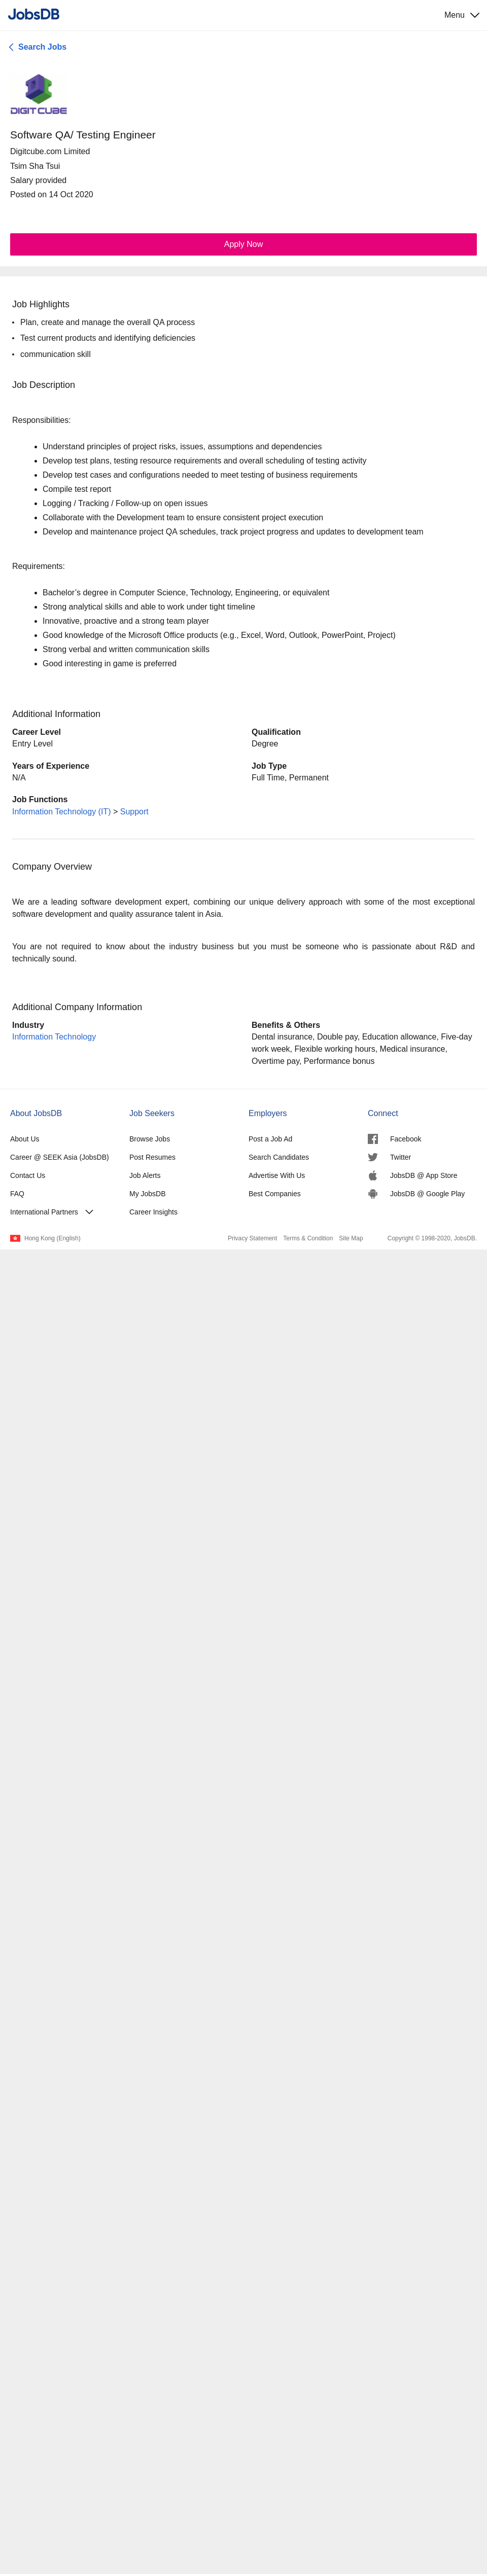 JobsDB
Menu
Search Jobs
DIGITCUBE
Software QA/ Testing Engineer
Digitcube.com Limited
Tsim Sha Tsui
Salary provided
Posted on 14 Oct 2020
Apply Now
Job Highlights
• Plan, create and manage the overall QA process
• Test current products and identifying deficiencies
• communication skill
Job Description
Responsibilities:
• Understand principles of project risks, issues, assumptions and dependencies
• Develop test plans, testing resource requirements and overall scheduling of testing activity
• Develop test cases and configurations needed to meet testing of business requirements
• Compile test report
• Logging / Tracking / Follow-up on open issues
• Collaborate with the Development team to ensure consistent project execution
• Develop and maintenance project QA schedules, track project progress and updates to development team
Requirements:
• Bachelor’s degree in Computer Science, Technology, Engineering, or equivalent
• Strong analytical skills and able to work under tight timeline
• Innovative, proactive and a strong team player
• Good knowledge of the Microsoft Office products (e.g., Excel, Word, Outlook, PowerPoint, Project)
• Strong verbal and written communication skills
• Good interesting in game is preferred
Additional Information
Career Level
Entry Level
Qualification
Degree
Years of Experience
N/A
Job Type
Full Time, Permanent
Job Functions
Information Technology (IT) > Support
Company Overview
We are a leading software development expert, combining our unique delivery approach with some of the most exceptional
software development and quality assurance talent in Asia.
You are not required to know about the industry business but you must be someone who is passionate about R&D and
technically sound.
Additional Company Information
Industry
Information Technology
Benefits & Others
Dental insurance, Double pay, Education allowance, Five-day
work week, Flexible working hours, Medical insurance,
Overtime pay, Performance bonus
About JobsDB
About Us
Career @ SEEK Asia (JobsDB)
Contact Us
FAQ
International Partners
Job Seekers
Browse Jobs
Post Resumes
Job Alerts
My JobsDB
Career Insights
Employers
Post a Job Ad
Search Candidates
Advertise With Us
Best Companies
Connect
Facebook
Twitter
JobsDB @ App Store
JobsDB @ Google Play
Hong Kong (English)
Privacy Statement Terms & Condition Site Map
Copyright © 1998-2020, JobsDB.